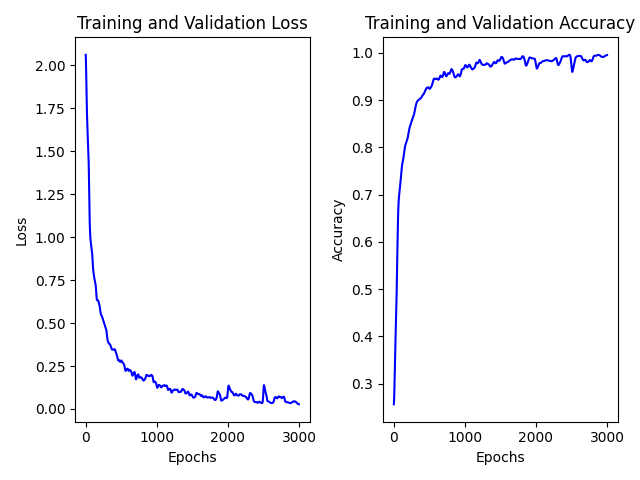 Training and Validation Loss
2.00
1.75
1.50
1.25
1.00
0.75
0.50
0.25
0.00
0 1000 2000 3000
Epochs
Loss
Training and Validation Accuracy
1.0
0.9
0.8
0.7
0.6
0.5
0.4
0.3
0 1000 2000 3000
Epochs
Accuracy